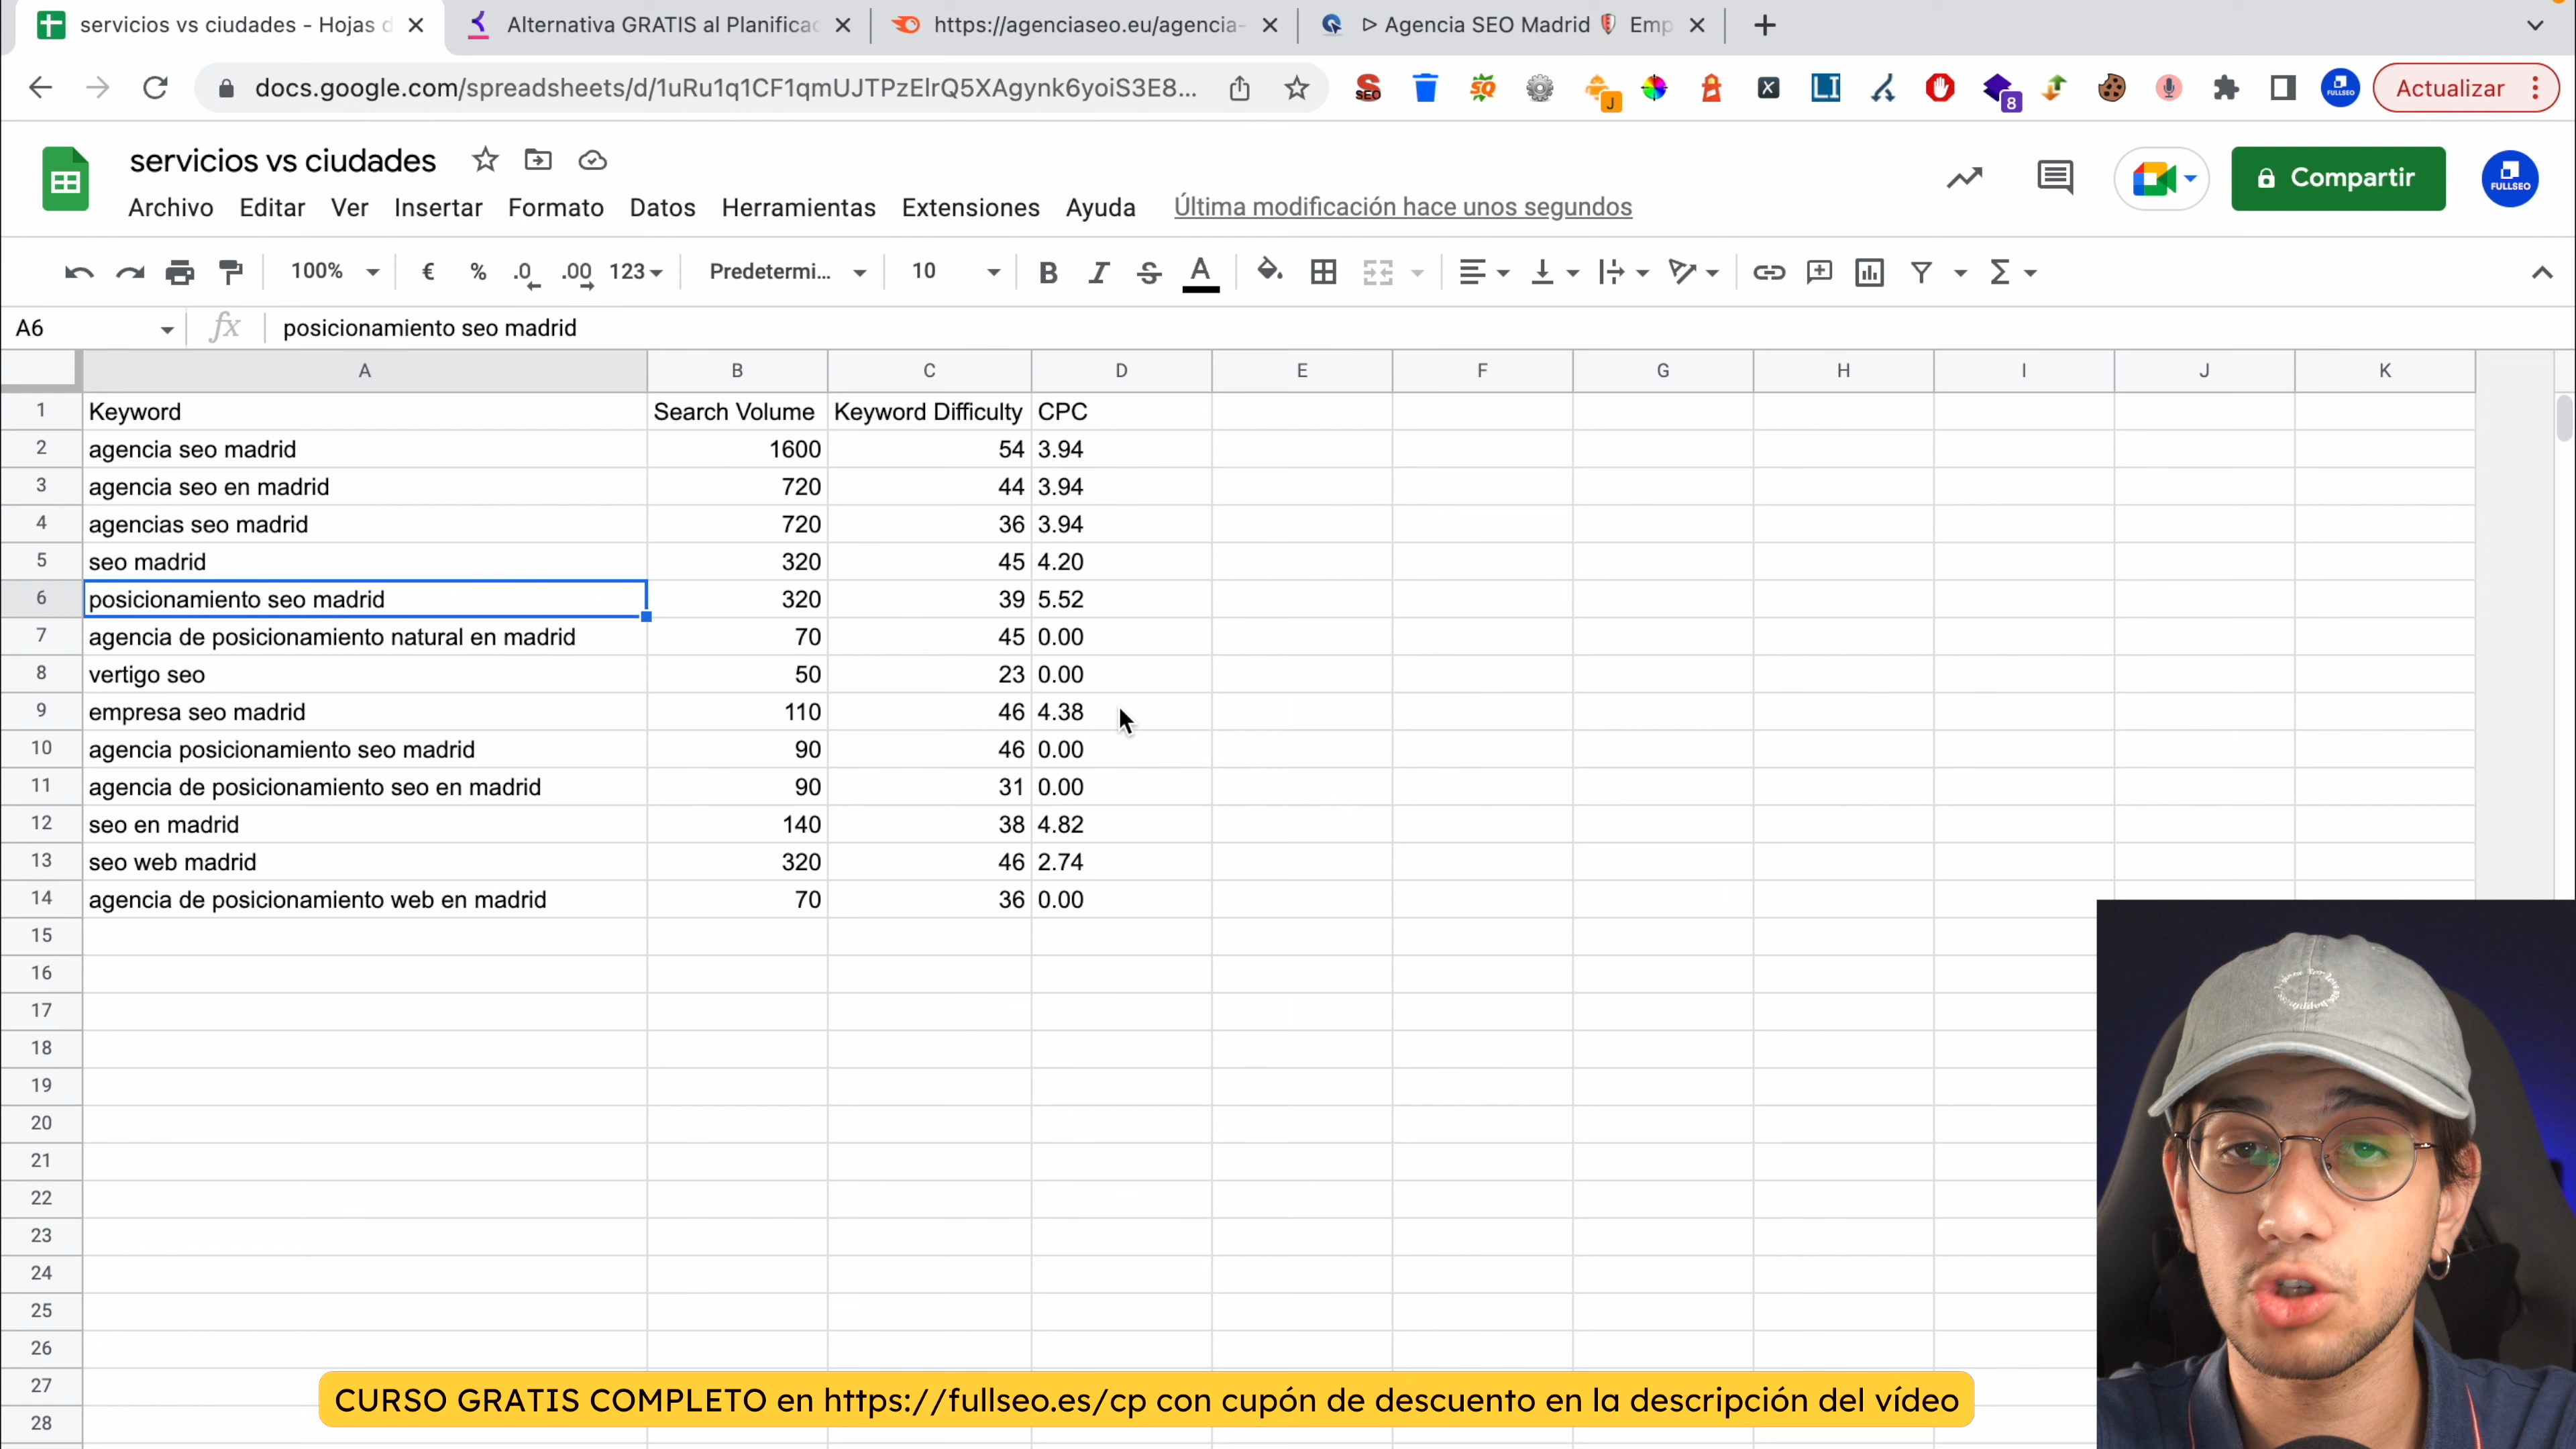 servicios vs ciudades - Hojas d
Alternativa GRATIS al Planificac
https://agenciaseo.eu/agencia-
▷ Agencia SEO Madrid Emp
docs.google.com/spreadsheets/d/1uRu1q1CF1qmUJTPzElrQ5XAgynk6yoiS3E8...
SEO
SQ
J
X
LI
8
FULLSEO
Actualizar
servicios vs ciudades
Archivo Editar Ver Insertar Formato Datos Herramientas Extensiones Ayuda Última modificación hace unos segundos
Compartir
FULLSEO
100% € % .0 .00 123 Predetermi... 10 B I S A Σ
A6 fx posicionamiento seo madrid
A B C D E F G H I J K
1 Keyword Search Volume Keyword Difficulty CPC
2 agencia seo madrid 1600 54 3.94
3 agencia seo en madrid 720 44 3.94
4 agencias seo madrid 720 36 3.94
5 seo madrid 320 45 4.20
6 posicionamiento seo madrid 320 39 5.52
7 agencia de posicionamiento natural en madrid 70 45 0.00
8 vertigo seo 50 23 0.00
9 empresa seo madrid 110 46 4.38
10 agencia posicionamiento seo madrid 90 46 0.00
11 agencia de posicionamiento seo en madrid 90 31 0.00
12 seo en madrid 140 38 4.82
13 seo web madrid 320 46 2.74
14 agencia de posicionamiento web en madrid 70 36 0.00
15
16
17
18
19
20
21
22
23
24
25
26
27
28
CURSO GRATIS COMPLETO en https://fullseo.es/cp con cupón de descuento en la descripción del vídeo